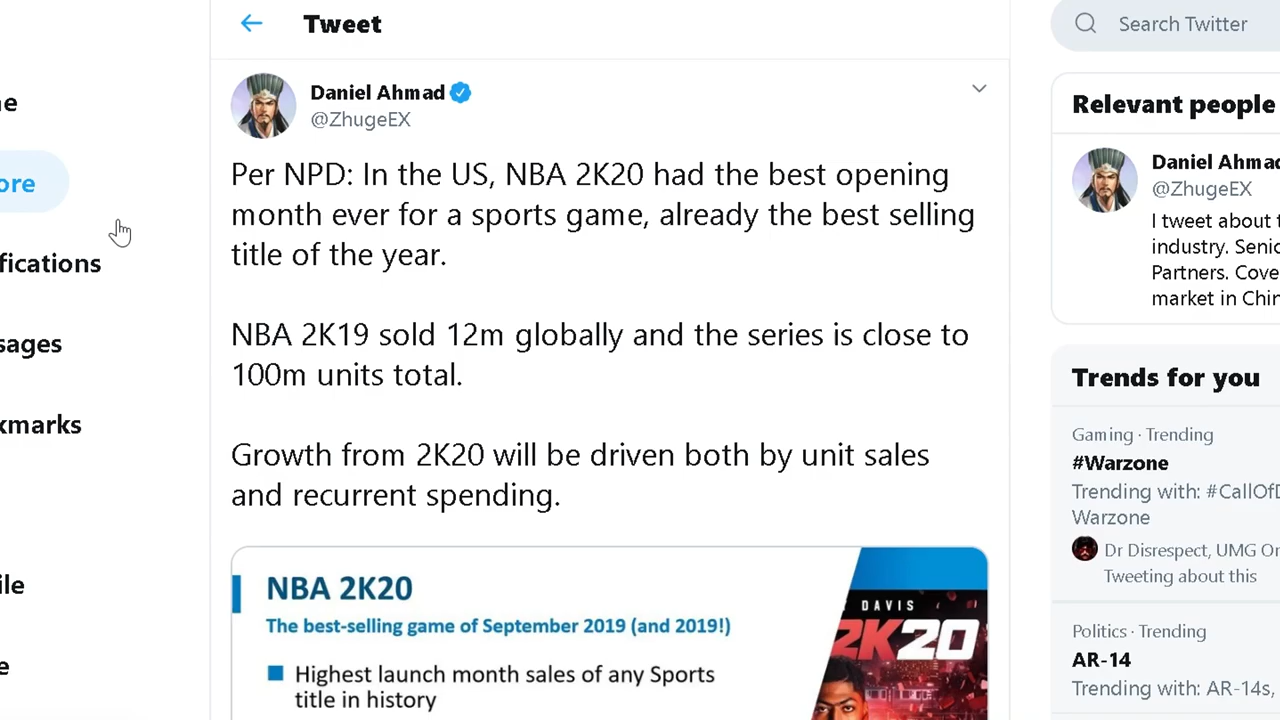 Tweet
Search Twitter
Daniel Ahmad
@ZhugeEX
Per NPD: In the US, NBA 2K20 had the best opening
month ever for a sports game, already the best selling
title of the year.
NBA 2K19 sold 12m globally and the series is close to
100m units total.
Growth from 2K20 will be driven both by unit sales
and recurrent spending.
NBA 2K20
The best-selling game of September 2019 (and 2019!)
Highest launch month sales of any Sports
title in history
DAVIS
2K20
e
ore
fications
sages
kmarks
ile
e
Relevant people
Daniel Ahmad
@ZhugeEX
I tweet about t
industry. Senio
Partners. Cove
market in Chin
Trends for you
Gaming · Trending
#Warzone
Trending with: #CallOfD
Warzone
Dr Disrespect, UMG On
Tweeting about this
Politics · Trending
AR-14
Trending with: AR-14s,